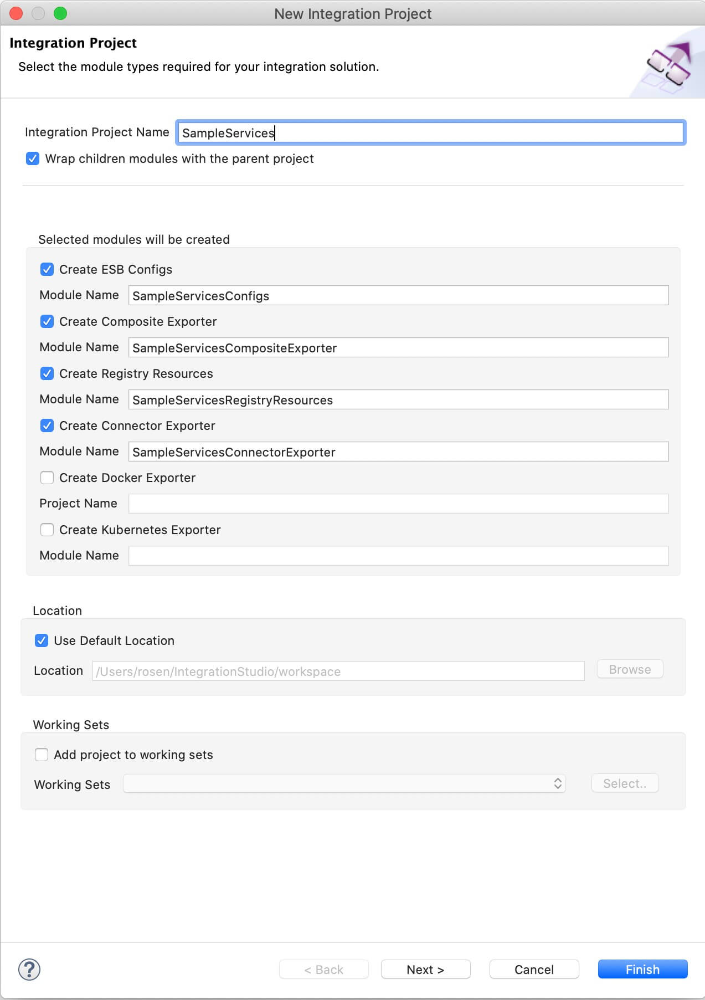 New Integration Project
Integration Project
Select the module types required for your integration solution.
Integration Project Name SampleServices
Wrap children modules with the parent project
Selected modules will be created
Create ESB Configs
Module Name SampleServicesConfigs
Create Composite Exporter
Module Name SampleServicesCompositeExporter
Create Registry Resources
Module Name SampleServicesRegistryResources
Create Connector Exporter
Module Name SampleServicesConnectorExporter
Create Docker Exporter
Project Name
Create Kubernetes Exporter
Module Name
Location
Use Default Location
Location /Users/rosen/IntegrationStudio/workspace Browse
Working Sets
Add project to working sets
Working Sets Select..
? < Back Next > Cancel Finish